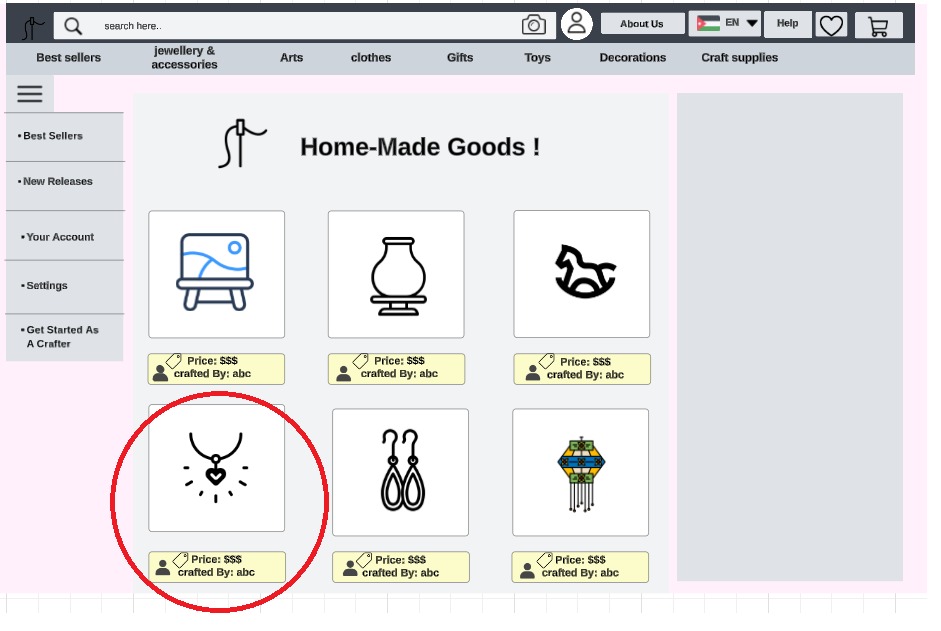 search here..
About Us
EN
Help
Best sellers
jewellery &
accessories
Arts
clothes
Gifts
Toys
Decorations
Craft supplies
• Best Sellers
• New Releases
• Your Account
• Settings
• Get Started As
A Crafter
Home-Made Goods !
Price: $$$
crafted By: abc
Price: $$$
crafted By: abc
Price: $$$
crafted By: abc
Price: $$$
crafted By: abc
Price: $$$
crafted By: abc
Price: $$$
crafted By: abc